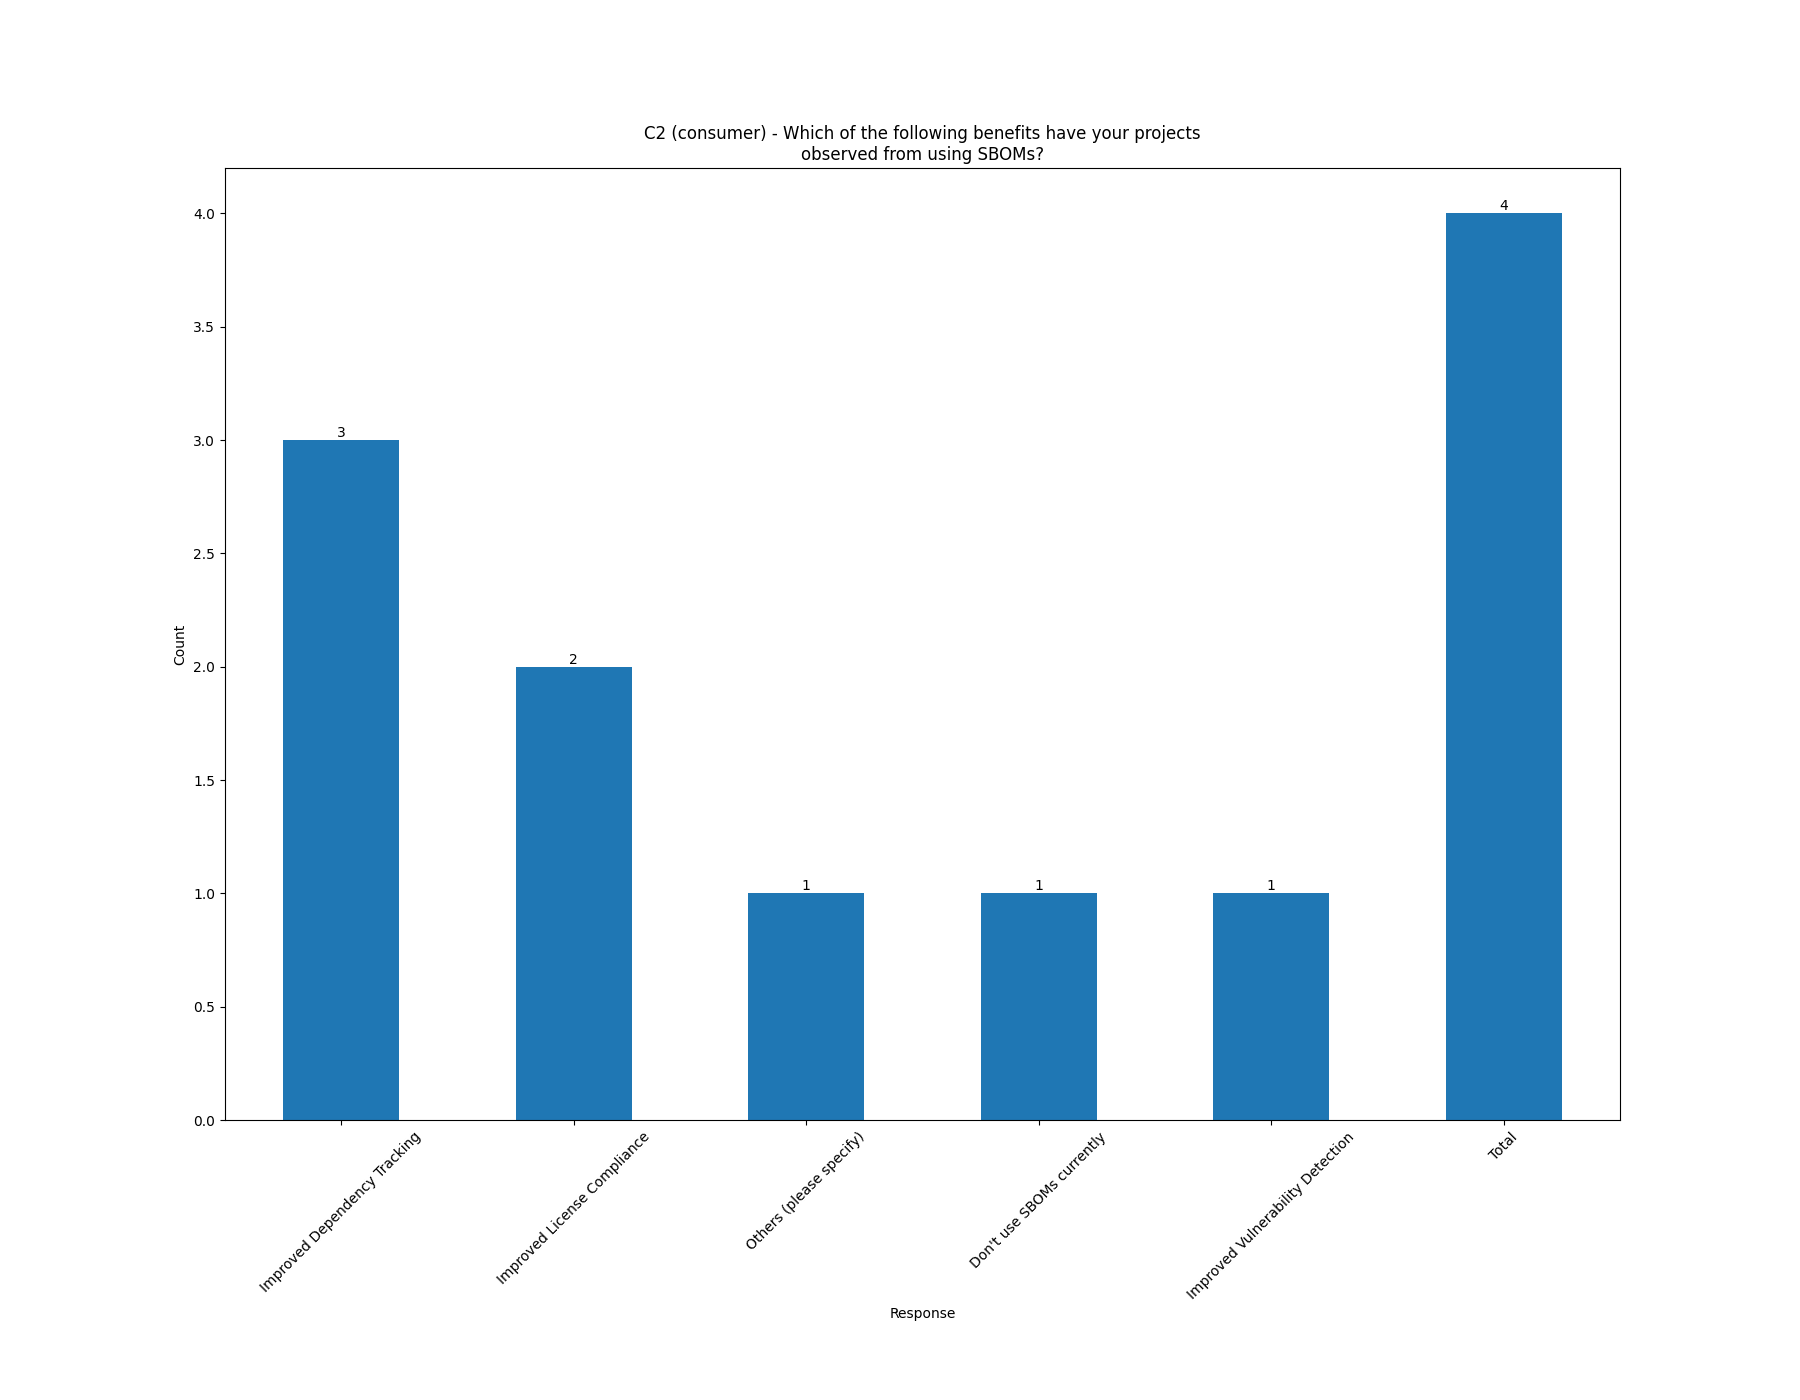 C2 (consumer) - Which of the following benefits have your projects
observed from using SBOMs?
4.0
3.5
3.0
2.5
2.0
1.5
1.0
0.5
0.0
Count
3
2
1
1
1
4
Improved Dependency Tracking
Improved License Compliance
Others (please specify)
Don't use SBOMs currently
Improved Vulnerability Detection
Total
Response